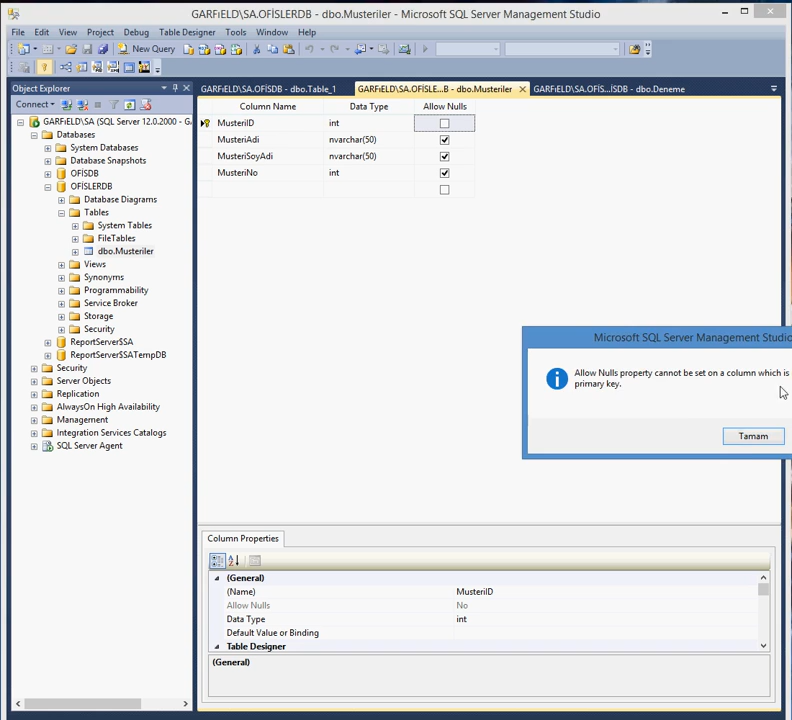 GARFıELD\SA.OFİSLERDB - dbo.Musteriler - Microsoft SQL Server Management Studio
File Edit View Project Debug Table Designer Tools Window Help
New Query
Object Explorer
GARFıELD\SA.OFİSDB - dbo.Table_1
GARFıELD\SA.OFİSLE...B - dbo.Musteriler
GARFıELD\SA.OFİS...İSDB - dbo.Deneme
Connect
GARFıELD\SA (SQL Server 12.0.2000 - GA
Databases
System Databases
Database Snapshots
OFİSDB
OFİSLERDB
Database Diagrams
Tables
System Tables
FileTables
dbo.Musteriler
Views
Synonyms
Programmability
Service Broker
Storage
Security
ReportServer$SA
ReportServer$SATempDB
Security
Server Objects
Replication
AlwaysOn High Availability
Management
Integration Services Catalogs
SQL Server Agent
Column Name Data Type Allow Nulls
MusteriID int
MusteriAdi nvarchar(50)
MusteriSoyAdi nvarchar(50)
MusteriNo int
Microsoft SQL Server Management Studio
Allow Nulls property cannot be set on a column which is
primary key.
Tamam
Column Properties
(General)
(Name) MusteriID
Allow Nulls No
Data Type int
Default Value or Binding
Table Designer
(General)